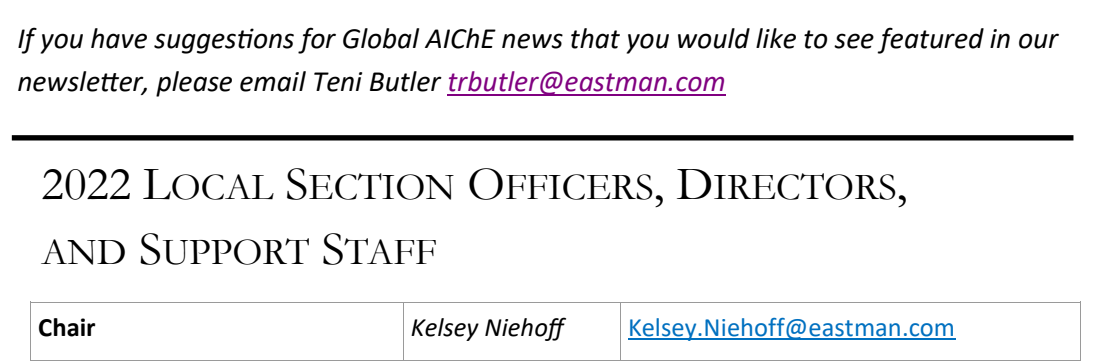 If you have suggestions for Global AIChE news that you would like to see featured in our
newsletter, please email Teni Butler trbutler@eastman.com
2022 Local Section Officers, Directors,
and Support Staff
Chair Kelsey Niehoff Kelsey.Niehoff@eastman.com